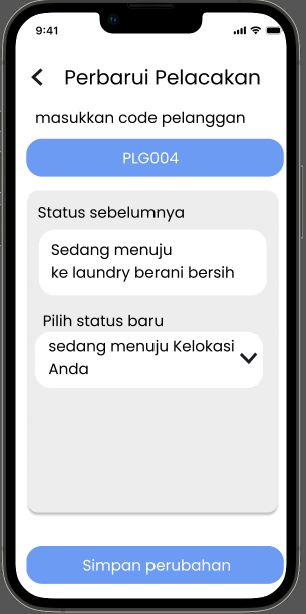 9:41
Perbarui Pelacakan
masukkan code pelanggan
PLG004
Status sebelumnya
Sedang menuju
ke laundry berani bersih
Pilih status baru
sedang menuju Kelokasi
Anda
Simpan perubahan